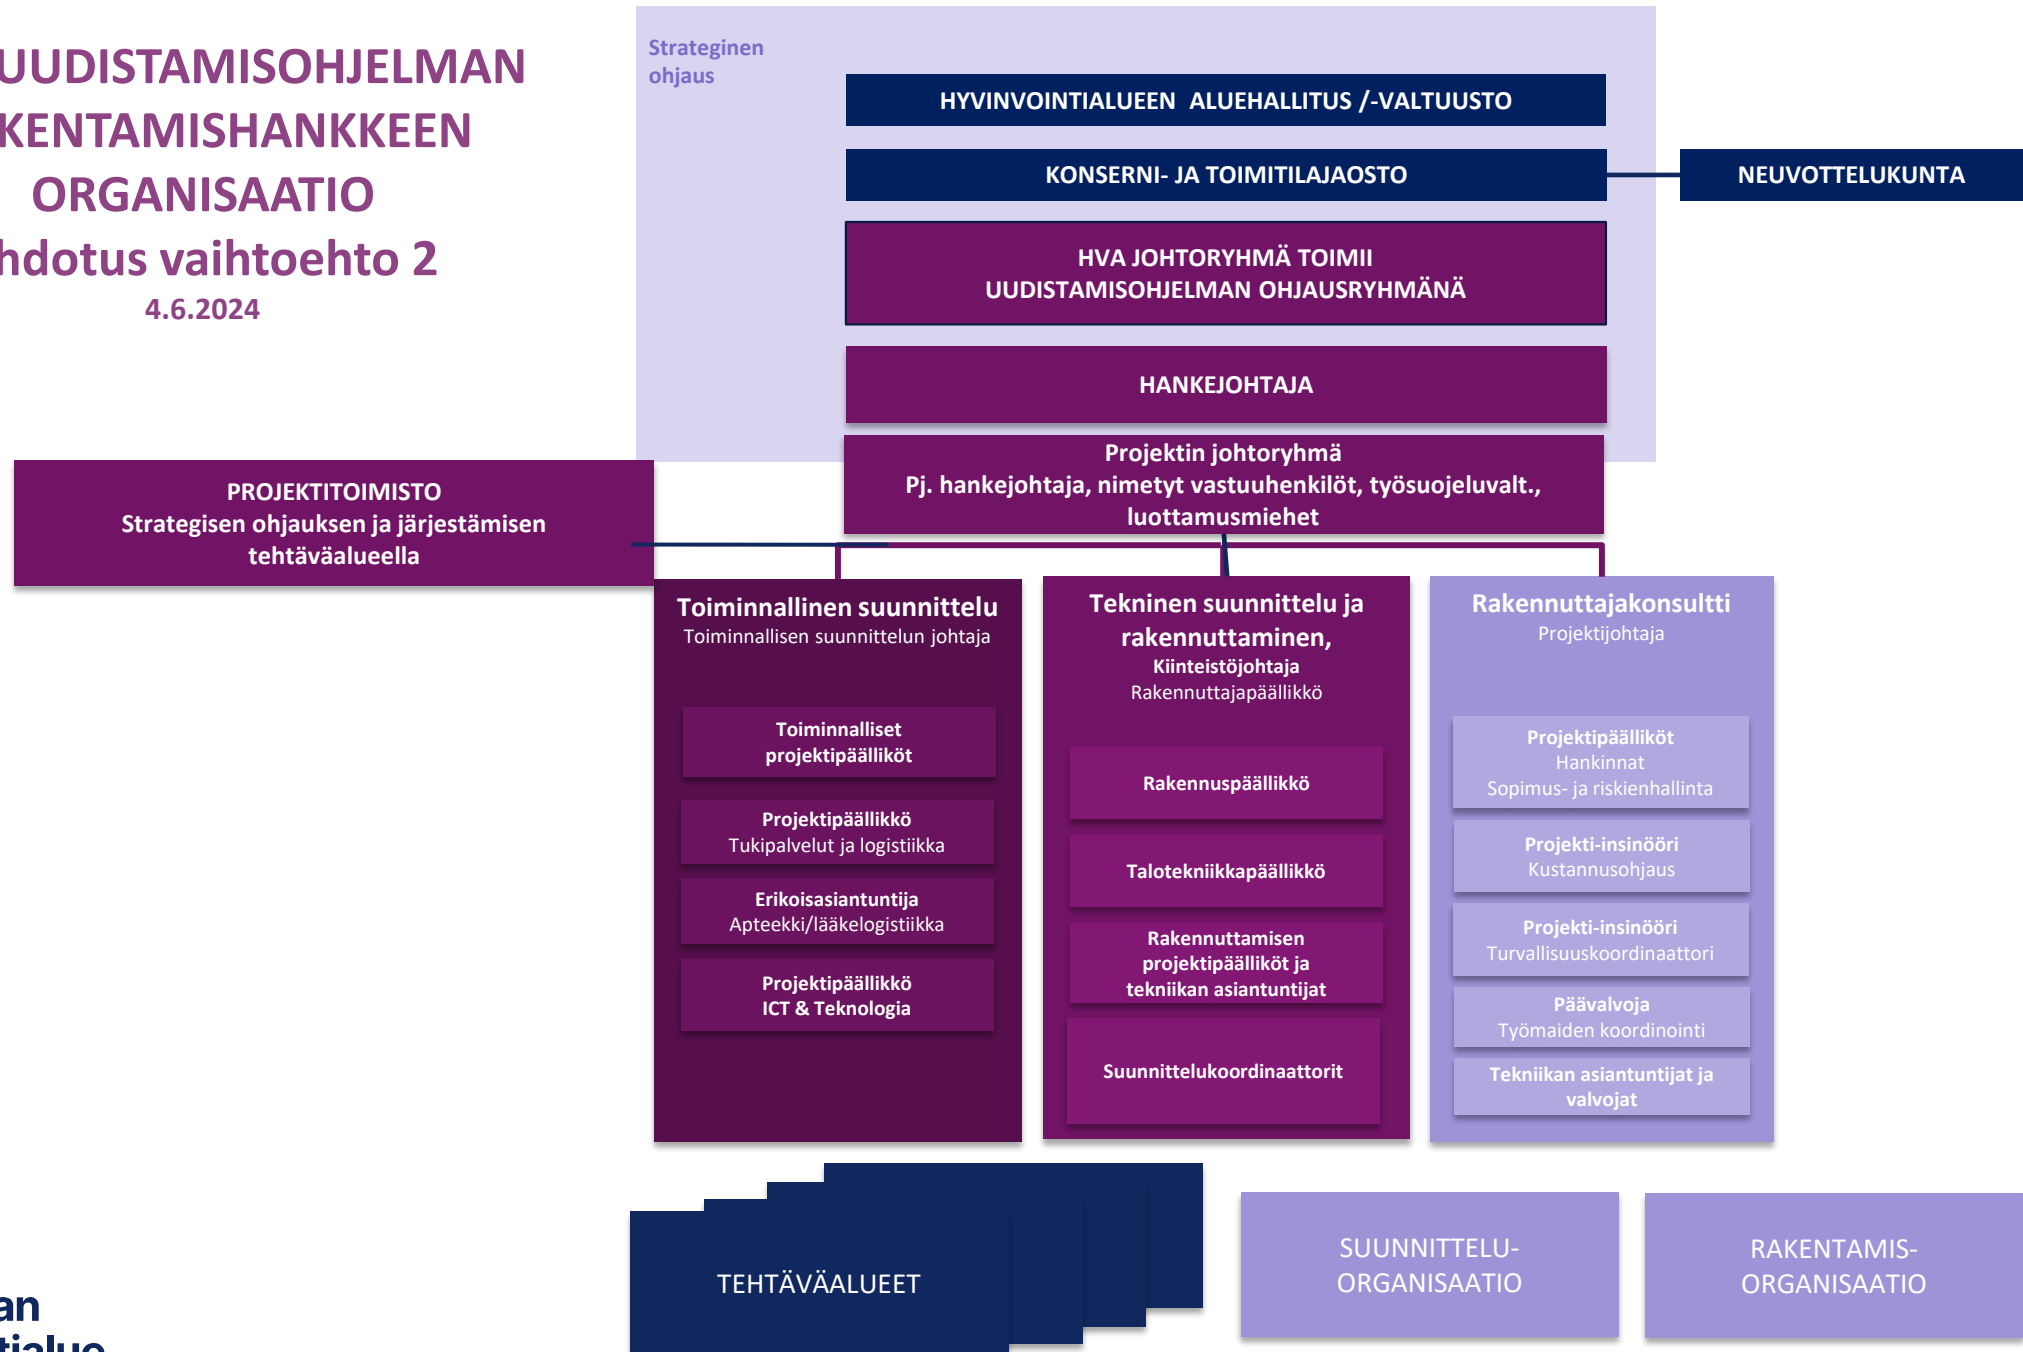 UUDISTAMISOHJELMAN
KENTAMISHANKKEEN
ORGANISAATIO
hdotus vaihtoehto 2
4.6.2024
Strateginen
ohjaus
HYVINVOINTIALUEEN ALUEHALLITUS /-VALTUUSTO
KONSERNI- JA TOIMITILAJAOSTO
NEUVOTTELUKUNTA
HVA JOHTORYHMÄ TOIMII
UUDISTAMISOHJELMAN OHJAUSRYHMÄNÄ
HANKEJOHTAJA
Projektin johtoryhmä
Pj. hankejohtaja, nimetyt vastuuhenkilöt, työsuojeluvalt.,
luottamusmiehet
PROJEKTITOIMISTO
Strategisen ohjauksen ja järjestämisen
tehtäväalueella
Toiminnallinen suunnittelu
Toiminnallisen suunnittelun johtaja
Toiminnalliset
projektipäälliköt
Projektipäällikkö
Tukipalvelut ja logistiikka
Erikoisasiantuntija
Apteekki/lääkelogistiikka
Projektipäällikkö
ICT & Teknologia
Tekninen suunnittelu ja
rakennuttaminen,
Kiinteistöjohtaja
Rakennuttajapäällikkö
Rakennuspäällikkö
Talotekniikkapäällikkö
Rakennuttamisen
projektipäälliköt ja
tekniikan asiantuntijat
Suunnittelukoordinaattorit
Rakennuttajakonsultti
Projektijohtaja
Projektipäälliköt
Hankinnat
Sopimus- ja riskienhallinta
Projekti-insinööri
Kustannusohjaus
Projekti-insinööri
Turvallisuuskoordinaattori
Päävalvoja
Työmaiden koordinointi
Tekniikan asiantuntijat ja
valvojat
TEHTÄVÄALUEET
SUUNNITTELU-
ORGANISAATIO
RAKENTAMIS-
ORGANISAATIO
an
tialue